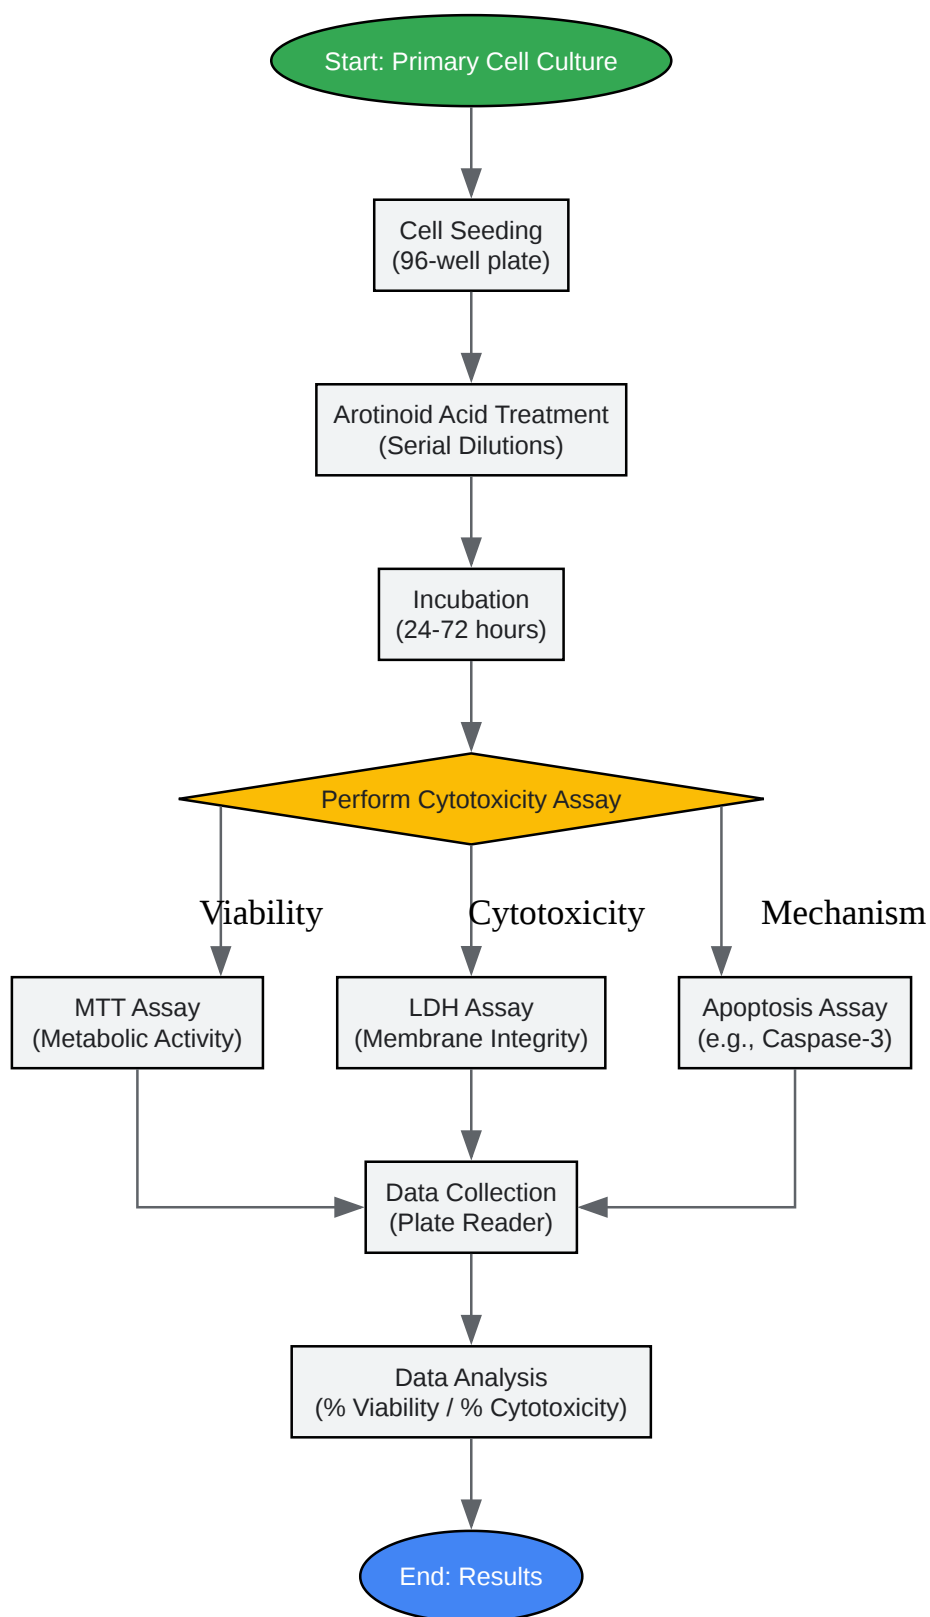 Start: Primary Cell Culture
Cell Seeding
(96-well plate)
Arotinoid Acid Treatment
(Serial Dilutions)
Incubation
(24-72 hours)
Perform Cytotoxicity Assay
Viability
Cytotoxicity
Mechanism
MTT Assay
(Metabolic Activity)
LDH Assay
(Membrane Integrity)
Apoptosis Assay
(e.g., Caspase-3)
Data Collection
(Plate Reader)
Data Analysis
(% Viability / % Cytotoxicity)
End: Results